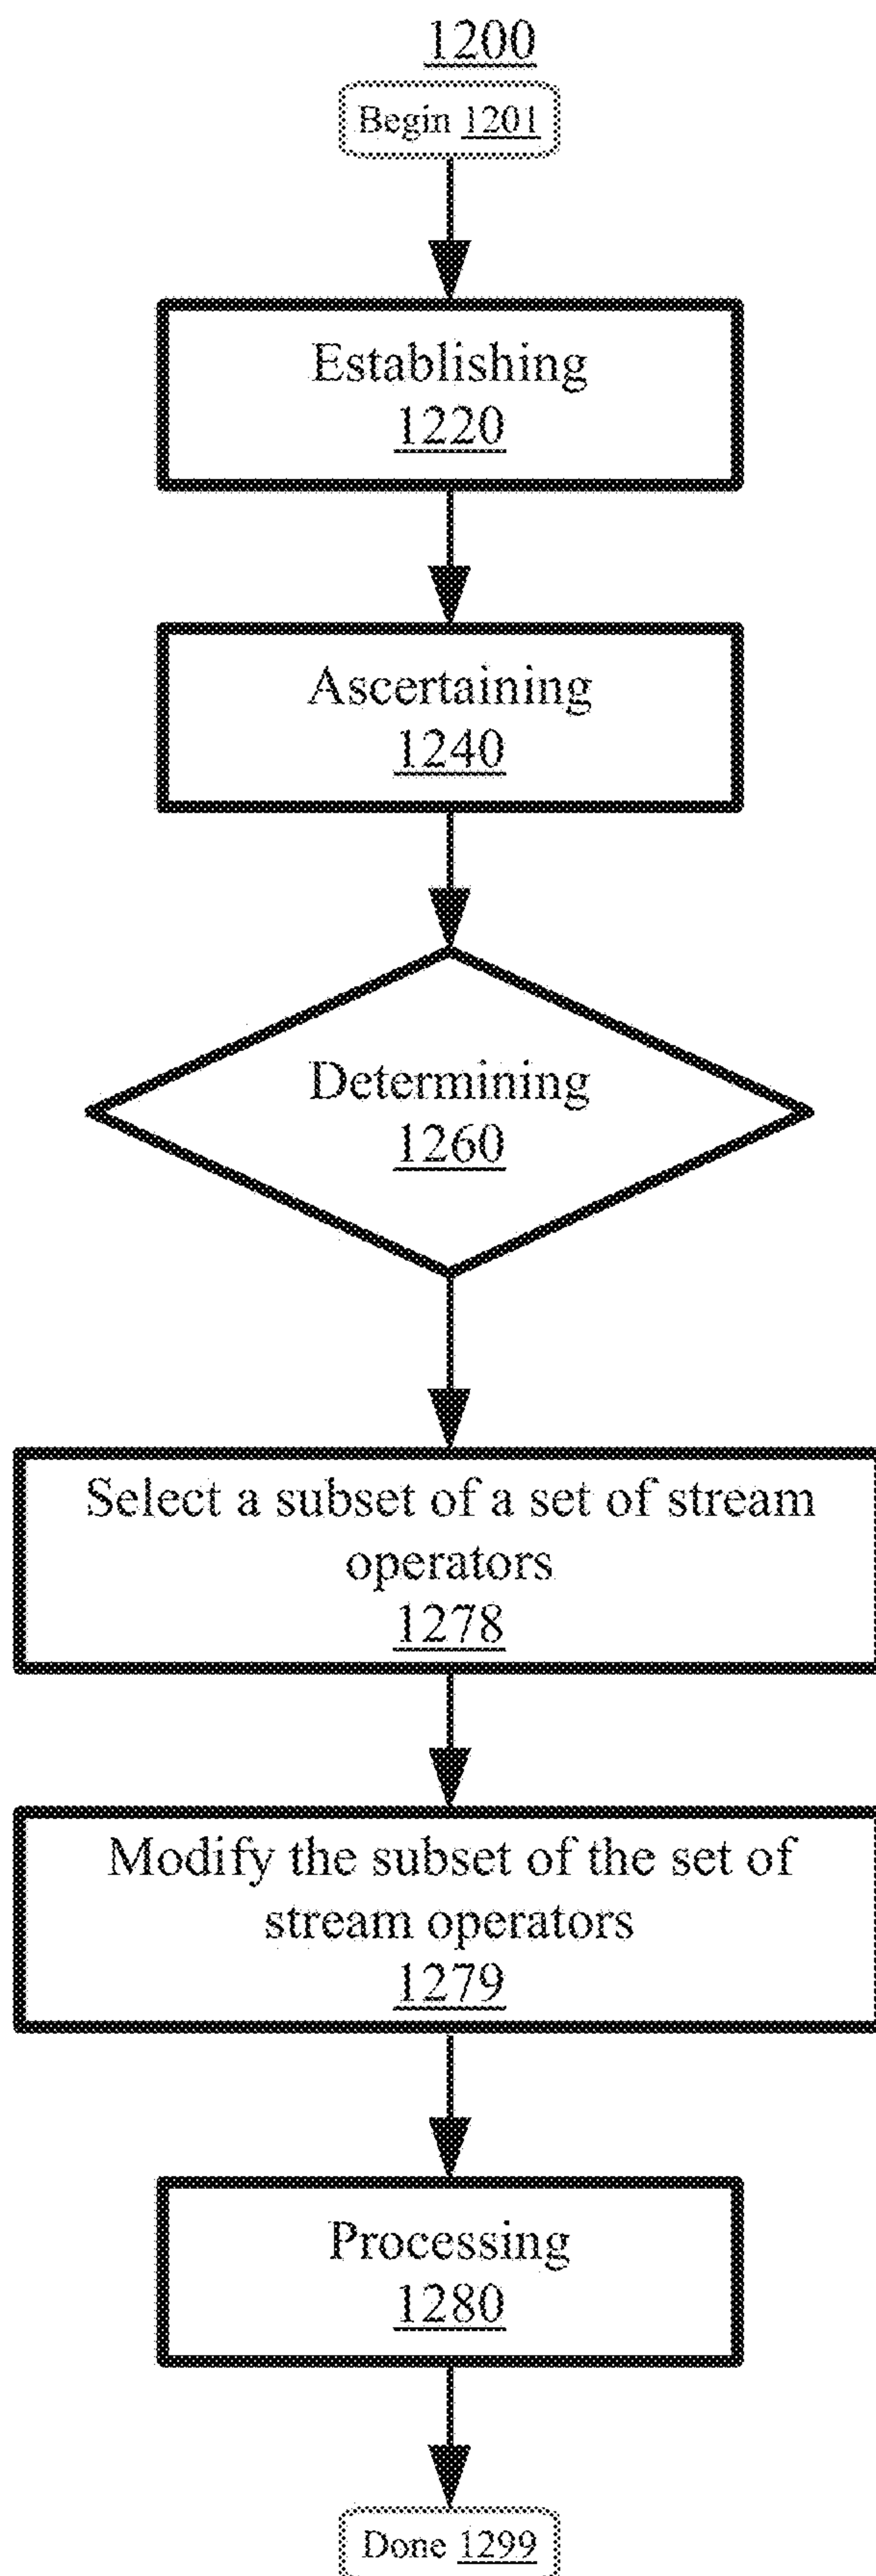 1200
Begin 1201
Establishing
1220
Ascertaining
1240
Determining
1260
Select a subset of a set of stream
operators
1278
Modify the subset of the set of
stream operators
1279
Processing
1280
Done 1299